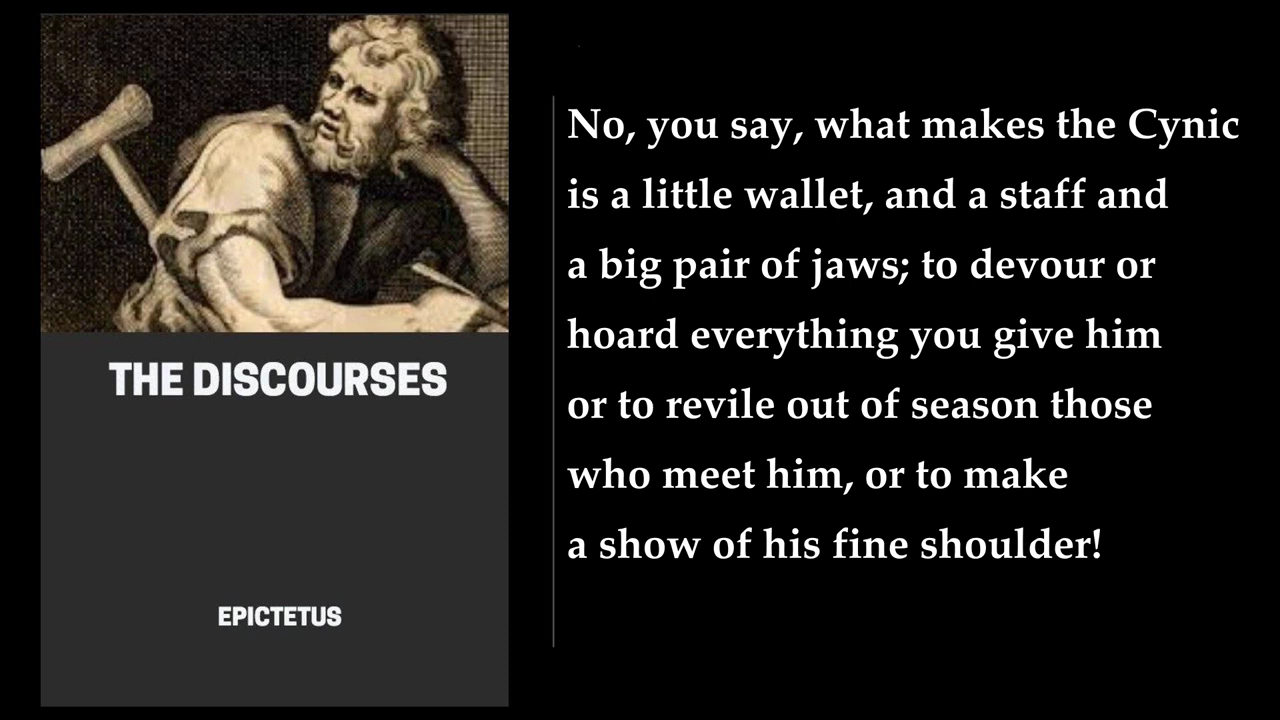 THE DISCOURSES
EPICTETUS
No, you say, what makes the Cynic
is a little wallet, and a staff and
a big pair of jaws; to devour or
hoard everything you give him
or to revile out of season those
who meet him, or to make
a show of his fine shoulder!